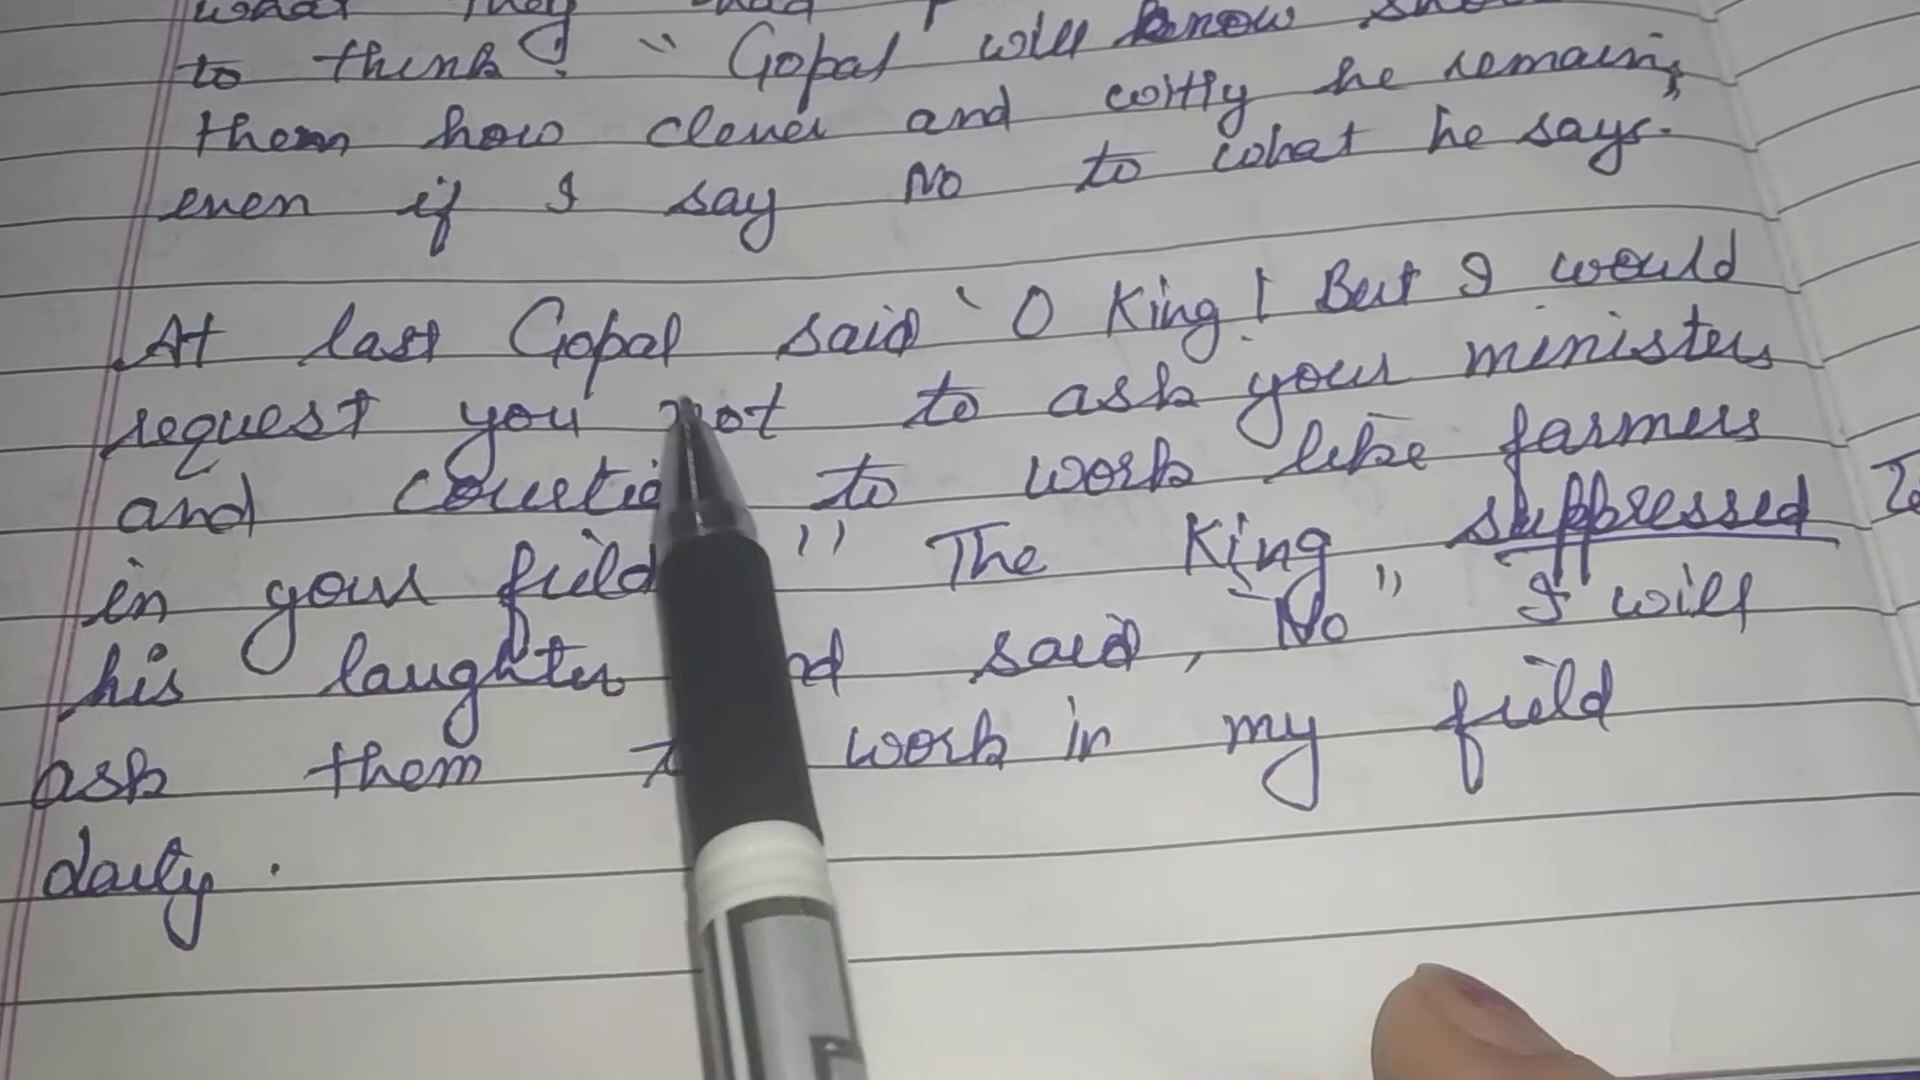 to think! " Gopal will know
them how clever and witty he remains
even if I say No to what he says.
At last Gopal said ' O King! But I would
request you not to ask your ministers
and to work like farmers
in your field " The King suppressed
his laughter said, "No" I will
ask them work in my field
daily.